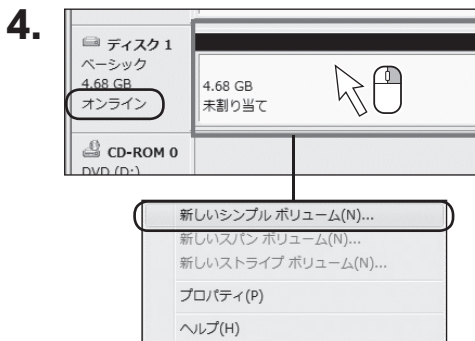 4.
ディスク 1
ベーシック
4.68 GB
オンライン
4.68 GB
未割り当て
CD-ROM 0
DVD (D:)
新しいシンプル ボリューム(N)...
新しいスパン ボリューム(N)...
新しいストライプ ボリューム(N)...
プロパティ(P)
ヘルプ(H)